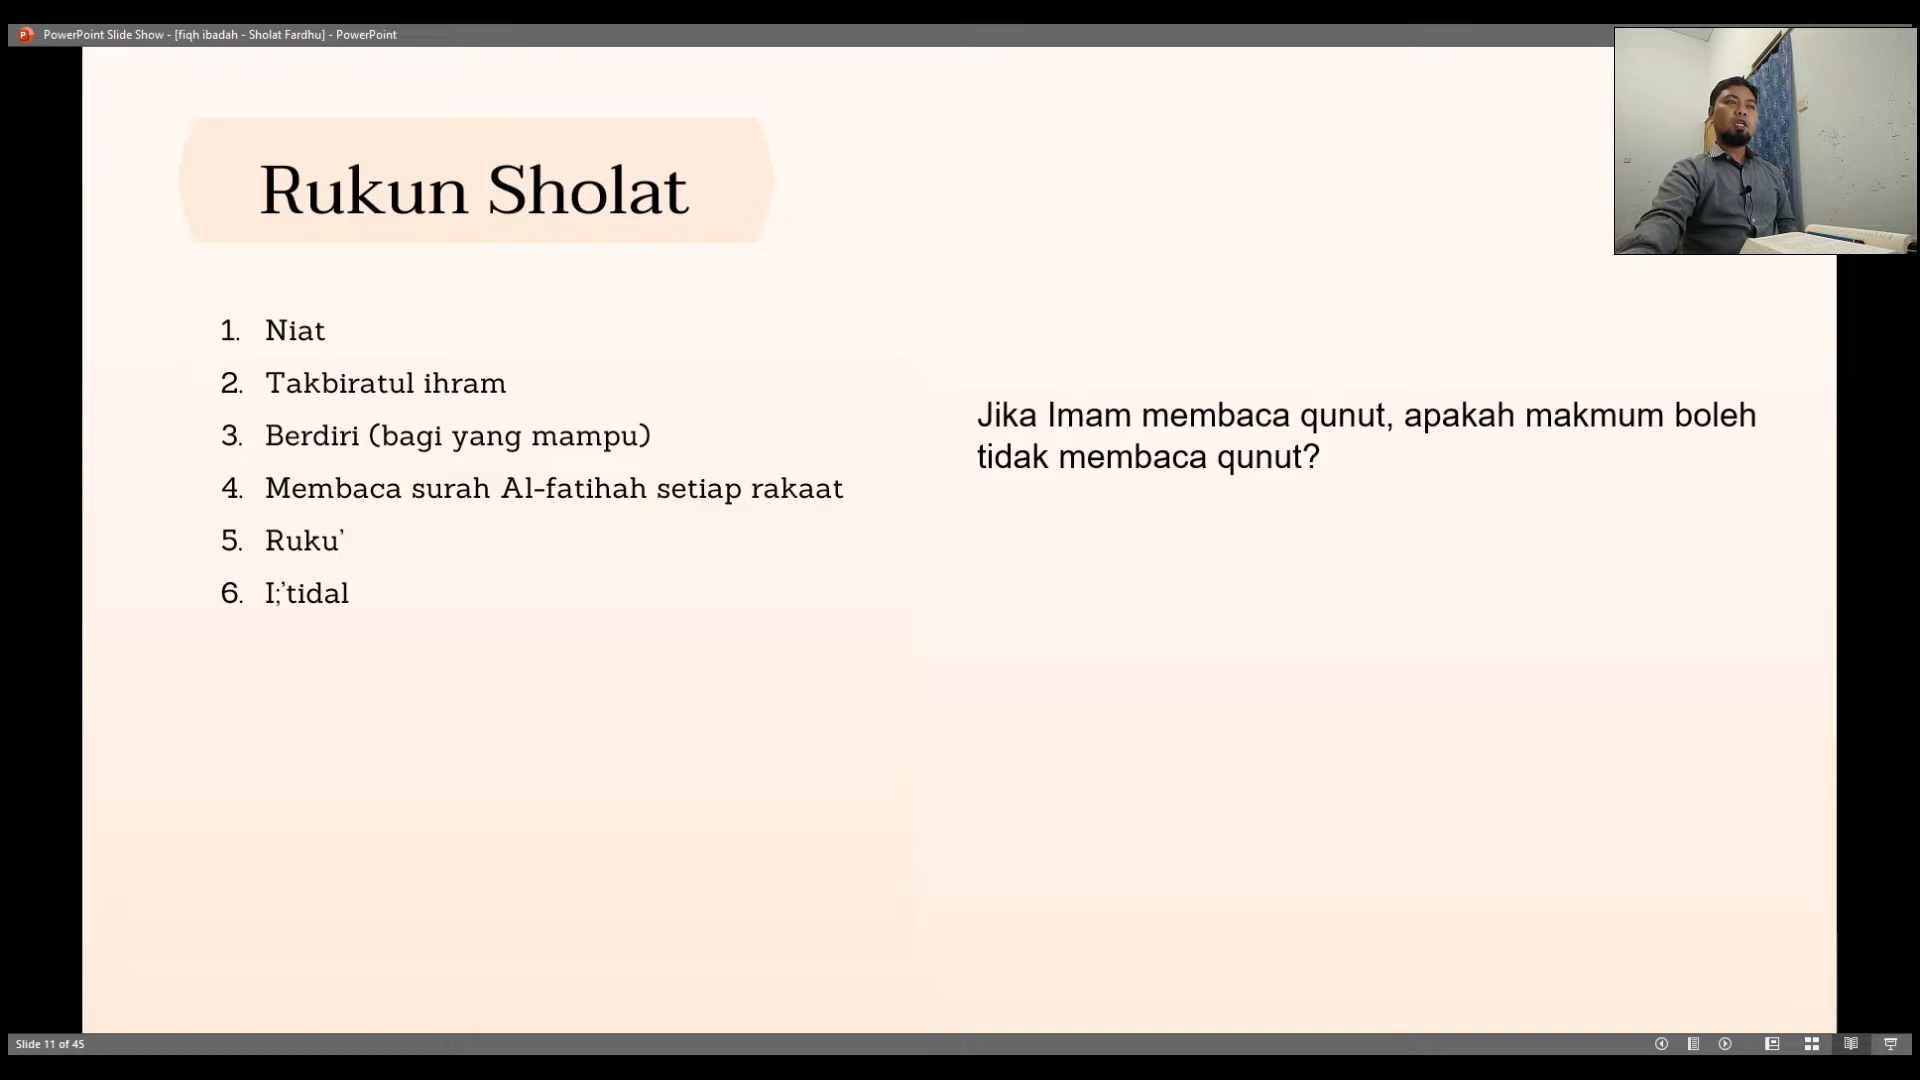 PowerPoint Slide Show - [fiqh ibadah - Sholat Fardhu] - PowerPoint
Rukun Sholat
1. Niat
2. Takbiratul ihram
3. Berdiri (bagi yang mampu)
4. Membaca surah Al-fatihah setiap rakaat
5. Ruku’
6. I;’tidal
Jika Imam membaca qunut, apakah makmum boleh
tidak membaca qunut?
Slide 11 of 45